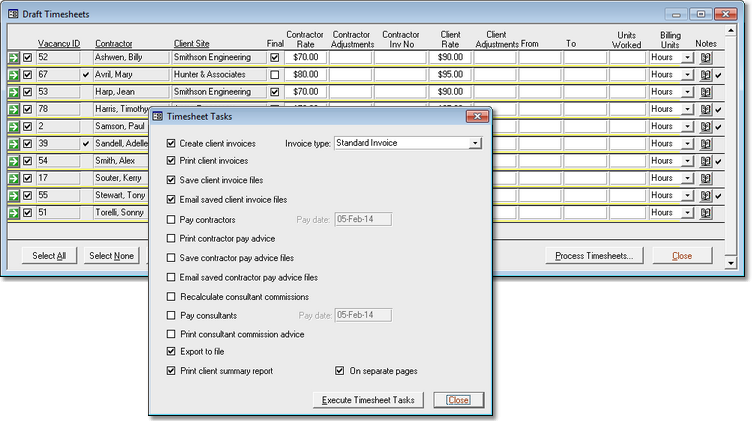 Draft Timesheets
Vacancy ID Contractor Client Site Final Contractor Rate Contractor Adjustments Contractor Inv No Client Rate Client Adjustments From To Units Worked Billing Units Notes
52 Ashwen, Billy Smithson Engineering $70.00 $90.00 Hours
67 Avril, Mary Hunter & Associates $80.00 $95.00 Hours
53 Harp, Jean Smithson Engineering $70.00 $90.00 Hours
78 Harris, Timothy Hours
2 Samson, Paul Hours
39 Sandell, Adelle Hours
54 Smith, Alex Hours
17 Souter, Kerry Hours
55 Stewart, Tony Hours
51 Torelli, Sonny Hours
Select All Select None Process Timesheets... Close
Timesheet Tasks
Create client invoices Invoice type: Standard Invoice
Print client invoices
Save client invoice files
Email saved client invoice files
Pay contractors Pay date: 05-Feb-14
Print contractor pay advice
Save contractor pay advice files
Email saved contractor pay advice files
Recalculate consultant commissions
Pay consultants Pay date: 05-Feb-14
Print consultant commission advice
Export to file
Print client summary report On separate pages
Execute Timesheet Tasks Close